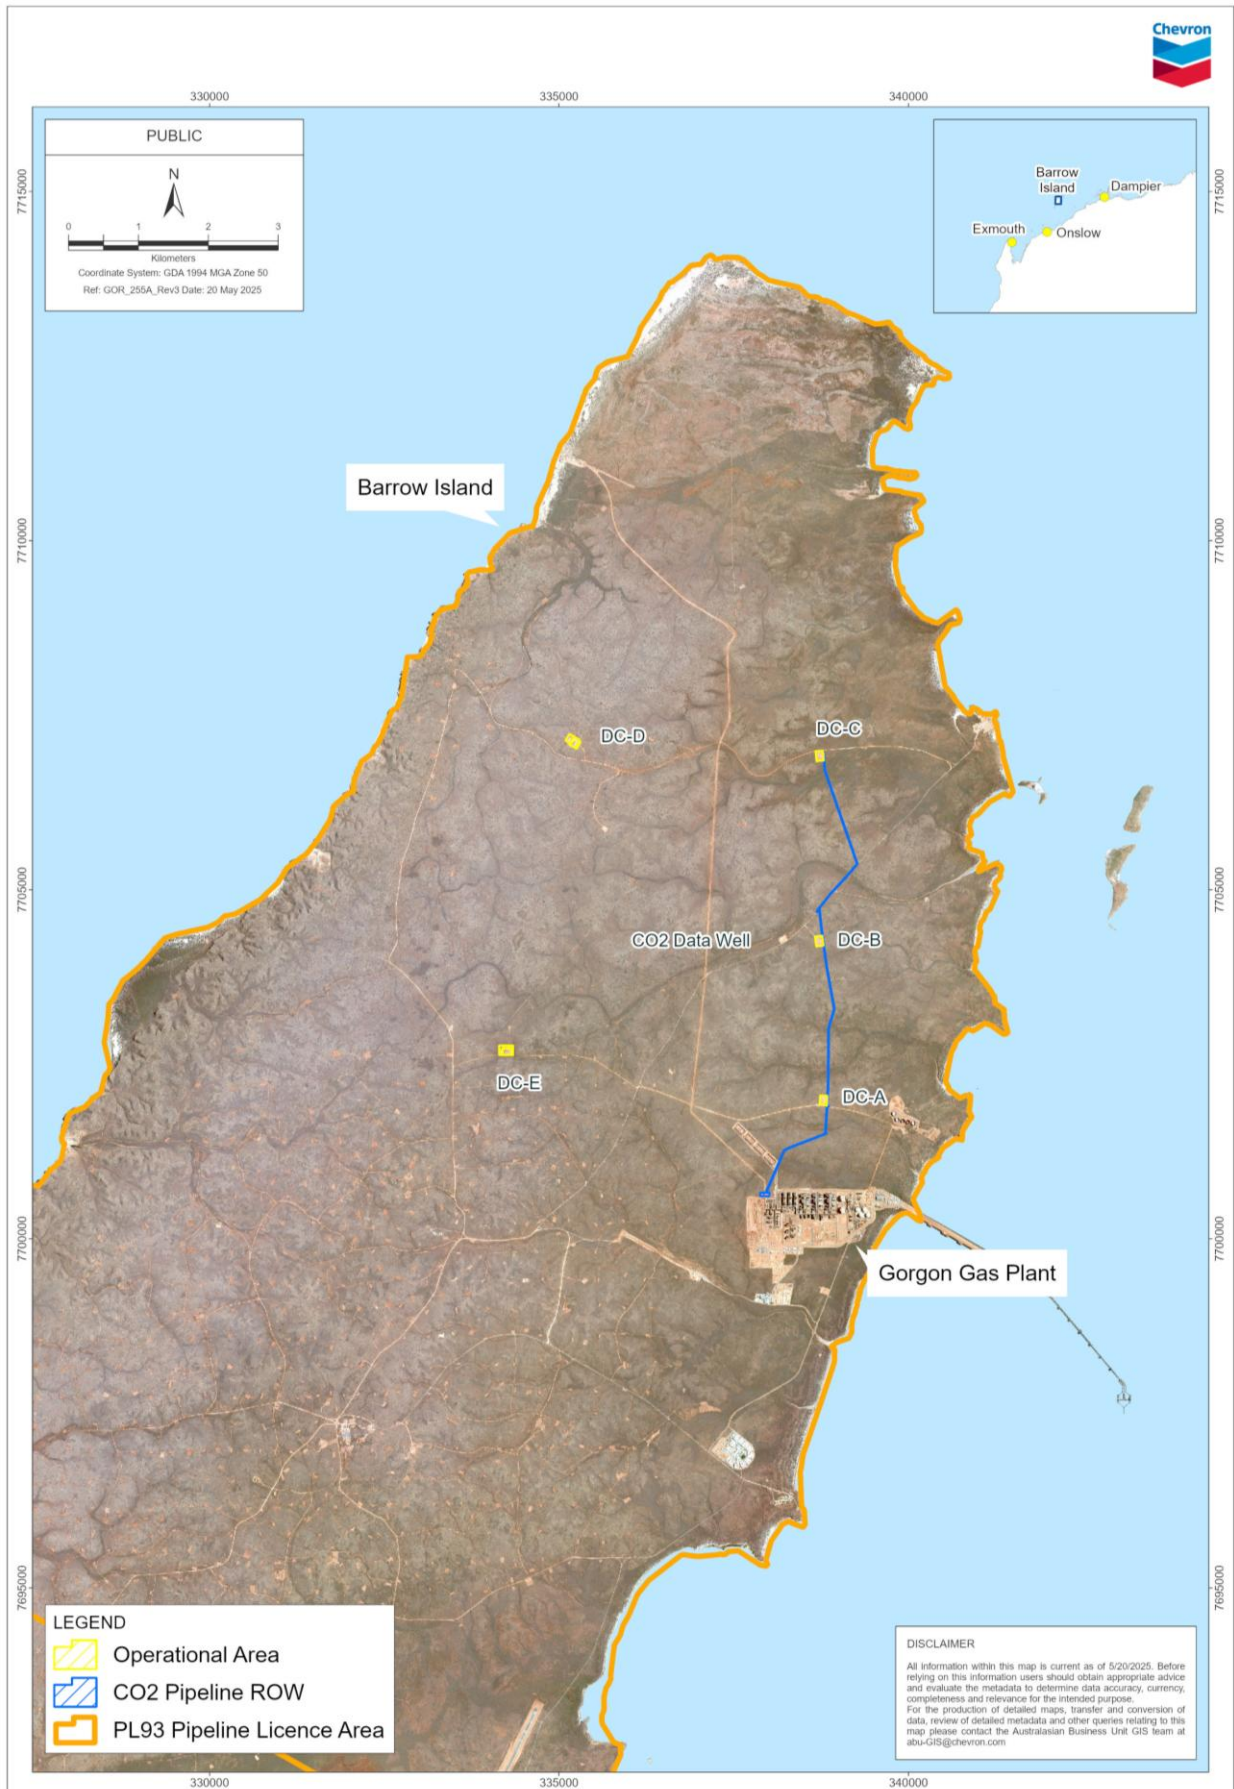 Chevron
330000
335000
340000
PUBLIC
N
0 1 2 3
Kilometers
Coordinate System: GDA 1994 MGA Zone 50
Ref: GOR_255A_Rev3 Date: 20 May 2025
Barrow
Island
Dampier
Exmouth
Onslow
7715000
7715000
Barrow Island
7710000
7710000
DC-C
DC-D
7705000
7705000
CO2 Data Well
DC-B
DC-E
DC-A
7700000
7700000
Gorgon Gas Plant
7695000
7695000
LEGEND
Operational Area
CO2 Pipeline ROW
PL93 Pipeline Licence Area
DISCLAIMER
All information within this map is current as of 5/20/2025. Before
relying on this information users should obtain appropriate advice
and evaluate the metadata to determine data accuracy, currency,
completeness and relevance for the intended purpose.
For the production of detailed maps, transfer and conversion of
data, review of detailed metadata and other queries relating to this
map please contact the Australasian Business Unit GIS team at
abu-GIS@chevron.com
330000
335000
340000